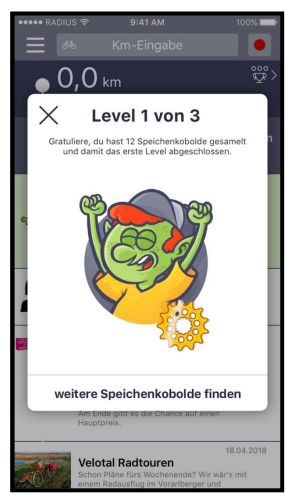 RADIUS
9:41 AM
100%
Km-Eingabe
0,0 km
Level 1 von 3
Gratuliere, du hast 12 Speichenkobolde gesamelt
und damit das erste Level abgeschlossen.
n
weitere Speichenkobolde finden
Am Ende gibt es die Chance auf einen
Hauptpreis.
18.04.2018
Velotal Radtouren
Schon Pläne fürs Wochenende? Wir wär's mit
einem Radausflug im Vorarlberger und